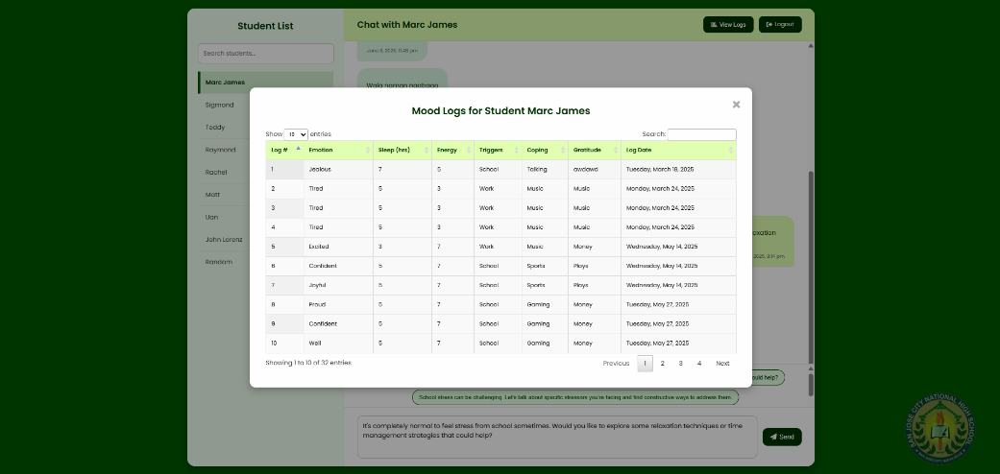 Student List
Search students...
Marc James
Sigmond
Teddy
Raymond
Rachel
Matt
Uan
John Lorenz
Random
Chat with Marc James
View Logs
Logout
June 8, 2025, 11:48 pm
Wala naman nagbago
axation
2025, 9:14 pm
Mood Logs for Student Marc James
Show 10 entries
Search:
Log # Emotion Sleep (hrs) Energy Triggers Coping Gratitude Log Date
1 Jealous 7 5 School Talking awdawd Tuesday, March 18, 2025
2 Tired 5 3 Work Music Music Monday, March 24, 2025
3 Tired 5 3 Work Music Music Monday, March 24, 2025
4 Tired 5 3 Work Music Music Monday, March 24, 2025
5 Excited 3 7 Work Music Money Wednesday, May 14, 2025
6 Confident 5 7 School Sports Plays Wednesday, May 14, 2025
7 Joyful 5 7 School Sports Plays Wednesday, May 14, 2025
8 Proud 5 7 School Gaming Money Tuesday, May 27, 2025
9 Confident 5 7 School Gaming Money Tuesday, May 27, 2025
10 Well 5 7 School Gaming Money Tuesday, May 27, 2025
Showing 1 to 10 of 32 entries
Previous 1 2 3 4 Next
ould help?
School stress can be challenging. Let's talk about specific stressors you're facing and find constructive ways to address them.
It's completely normal to feel stress from school sometimes. Would you like to explore some relaxation techniques or time
management strategies that could help?
Send
SAN JOSE CITY NATIONAL HIGH SCHOOL